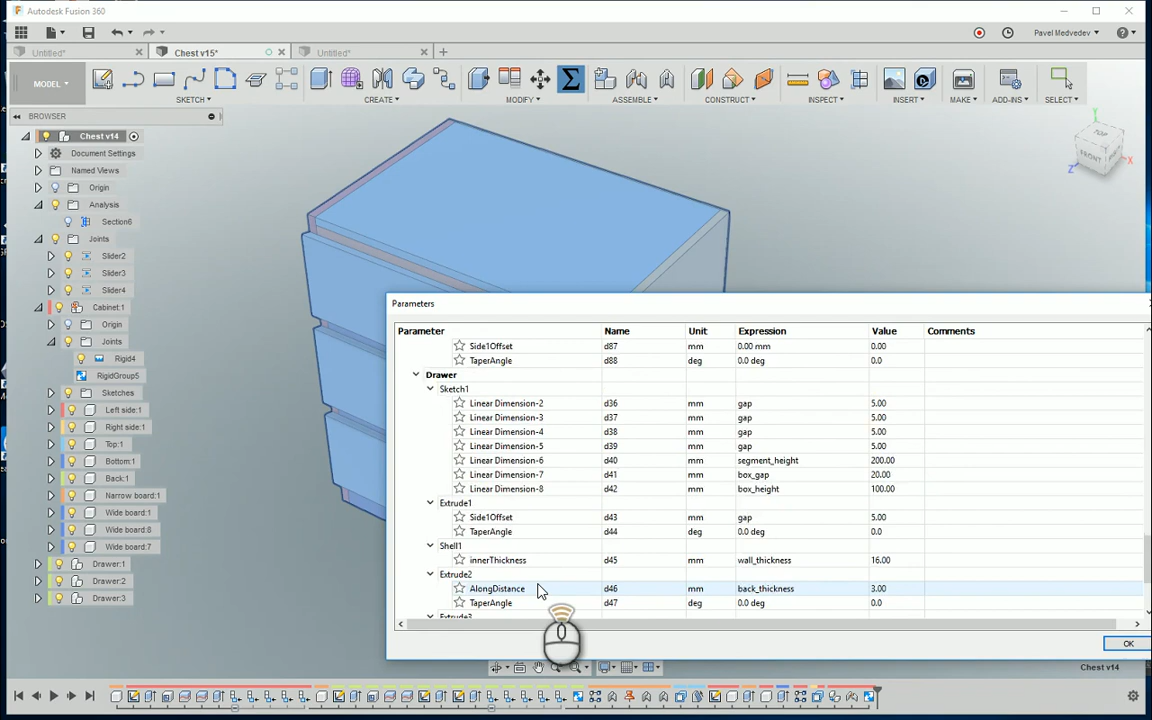 Autodesk Fusion 360
Pavel Medvedev
Untitled*
Chest v15*
Untitled*
MODEL
SKETCH
CREATE
MODIFY
ASSEMBLE
CONSTRUCT
INSPECT
INSERT
MAKE
ADD-INS
SELECT
BROWSER
Chest v14
Document Settings
Named Views
Origin
Analysis
Section6
Joints
Slider2
Slider3
Slider4
Cabinet:1
Origin
Joints
Rigid4
RigidGroup5
Sketches
Left side:1
Right side:1
Top:1
Bottom:1
Back:1
Narrow board:1
Wide board:1
Wide board:8
Wide board:7
Drawer:1
Drawer:2
Drawer:3
TOP
FRONT
Y
X
Z
Parameters
Parameter Name Unit Expression Value Comments
Side1Offset d87 mm 0.00 mm 0.00
TaperAngle d88 deg 0.0 deg 0.0
Drawer
Sketch1
Linear Dimension-2 d36 mm gap 5.00
Linear Dimension-3 d37 mm gap 5.00
Linear Dimension-4 d38 mm gap 5.00
Linear Dimension-5 d39 mm gap 5.00
Linear Dimension-6 d40 mm segment_height 200.00
Linear Dimension-7 d41 mm box_gap 20.00
Linear Dimension-8 d42 mm box_height 100.00
Extrude1
Side1Offset d43 mm gap 5.00
TaperAngle d44 deg 0.0 deg 0.0
Shell1
innerThickness d45 mm wall_thickness 16.00
Extrude2
AlongDistance d46 mm back_thickness 3.00
TaperAngle d47 deg 0.0 deg 0.0
Extrude3
OK
Top:1